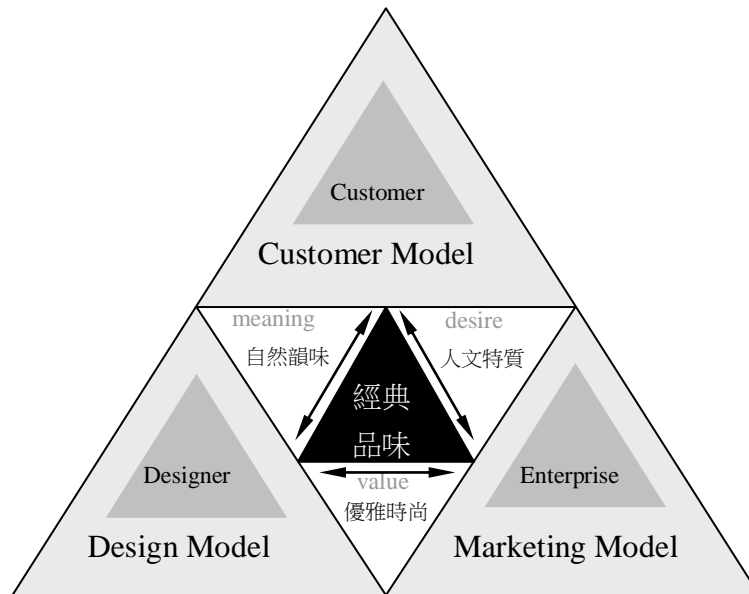 Customer
Customer Model
meaning
desire
自然韻味
人文特質
經典
品味
Designer
Enterprise
value
優雅時尚
Design Model
Marketing Model